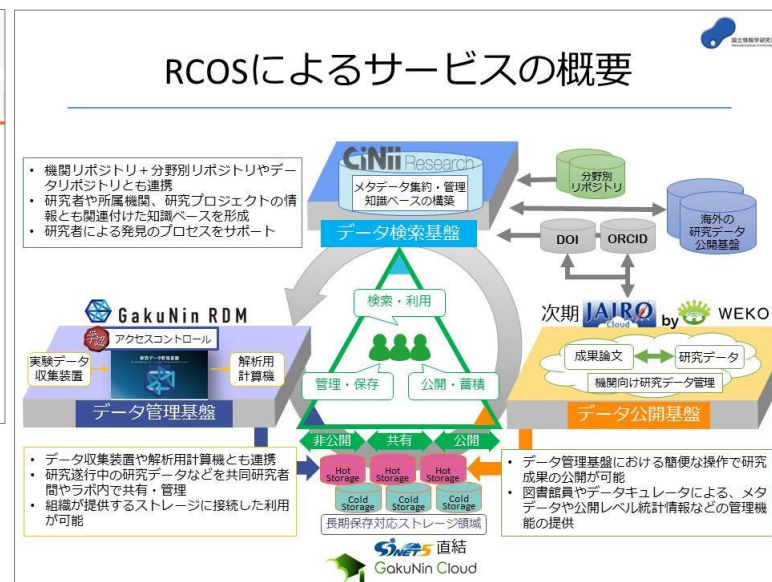 国立情報学研究所
RCOSによるサービスの概要
• 機関リポジトリ+分野別リポジトリやデー
タリポジトリとも連携
• 研究者や所属機関、研究プロジェクトの情
報とも関連付けた知識ベースを形成
• 研究者による発見のプロセスをサポート
CiNii Research
メタデータ集約・管理
知識ベースの構築
データ検索基盤
分野別
リポジトリ
海外の
研究データ
公開基盤
DOI
ORCID
検索・利用
管理・保存
公開・蓄積
GakuNin RDM
学認
アクセスコントロール
実験データ
収集装置
研究データ管理基盤
解析用
計算機
データ管理基盤
次期 JAIRO Cloud by WEKO
成果論文
研究データ
機関向け研究データ管理
データ公開基盤
非公開
共有
公開
Hot Storage
Hot Storage
Hot Storage
Cold Storage
Cold Storage
Cold Storage
長期保存対応ストレージ領域
SINET5 直結
GakuNin Cloud
• データ収集装置や解析用計算機とも連携
• 研究遂行中の研究データなどを共同研究者
間やラボ内で共有・管理
• 組織が提供するストレージに接続した利用
が可能
• データ管理基盤における簡便な操作で研究
成果の公開が可能
• 図書館員やデータキュレータによる、メタ
データや公開レベル統計情報などの管理機
能の提供